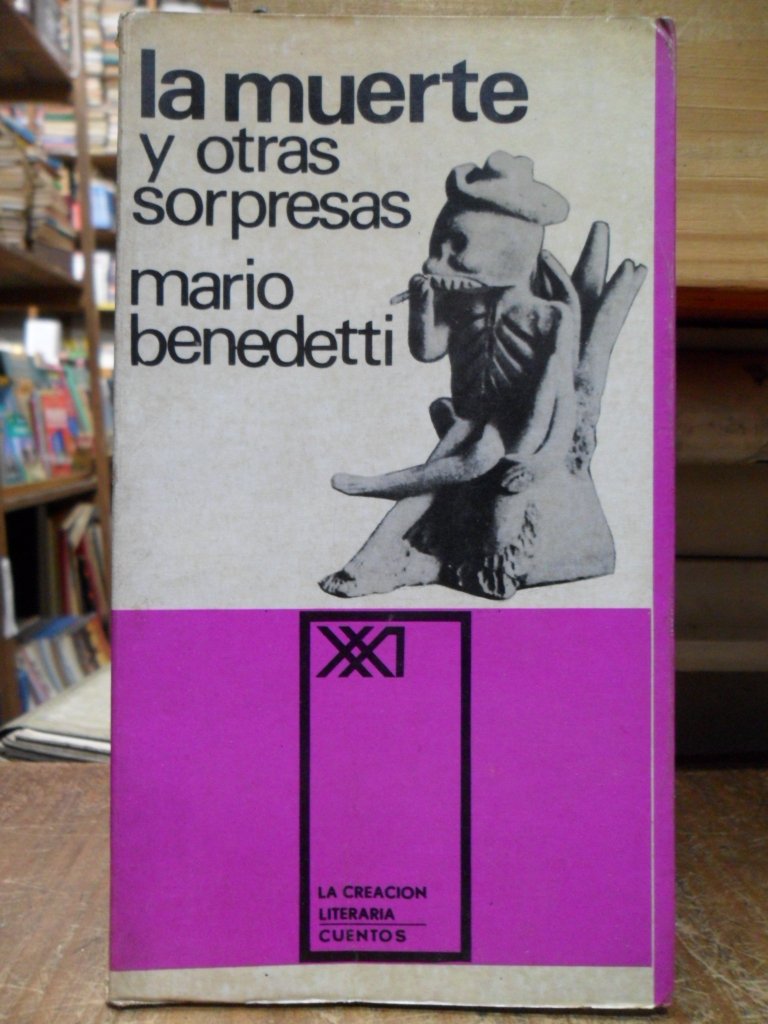 la muerte
y otras
sorpresas
mario
benedetti
XXI
LA CREACION
LITERARIA
CUENTOS